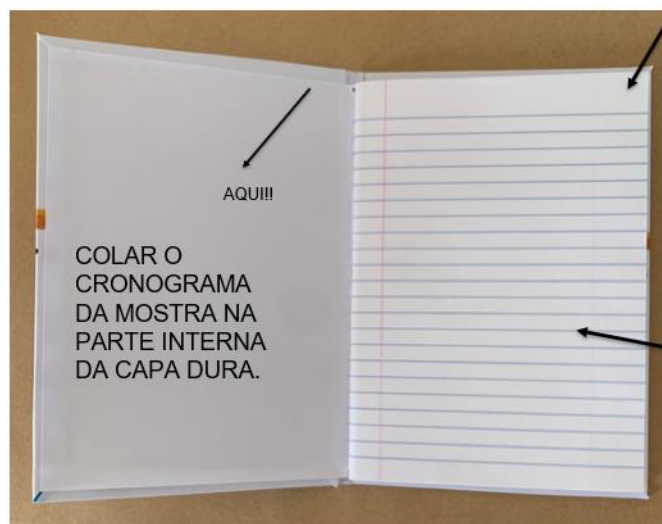 AQUI!!!
COLAR O
CRONOGRAMA
DA MOSTRA NA
PARTE INTERNA
DA CAPA DURA.